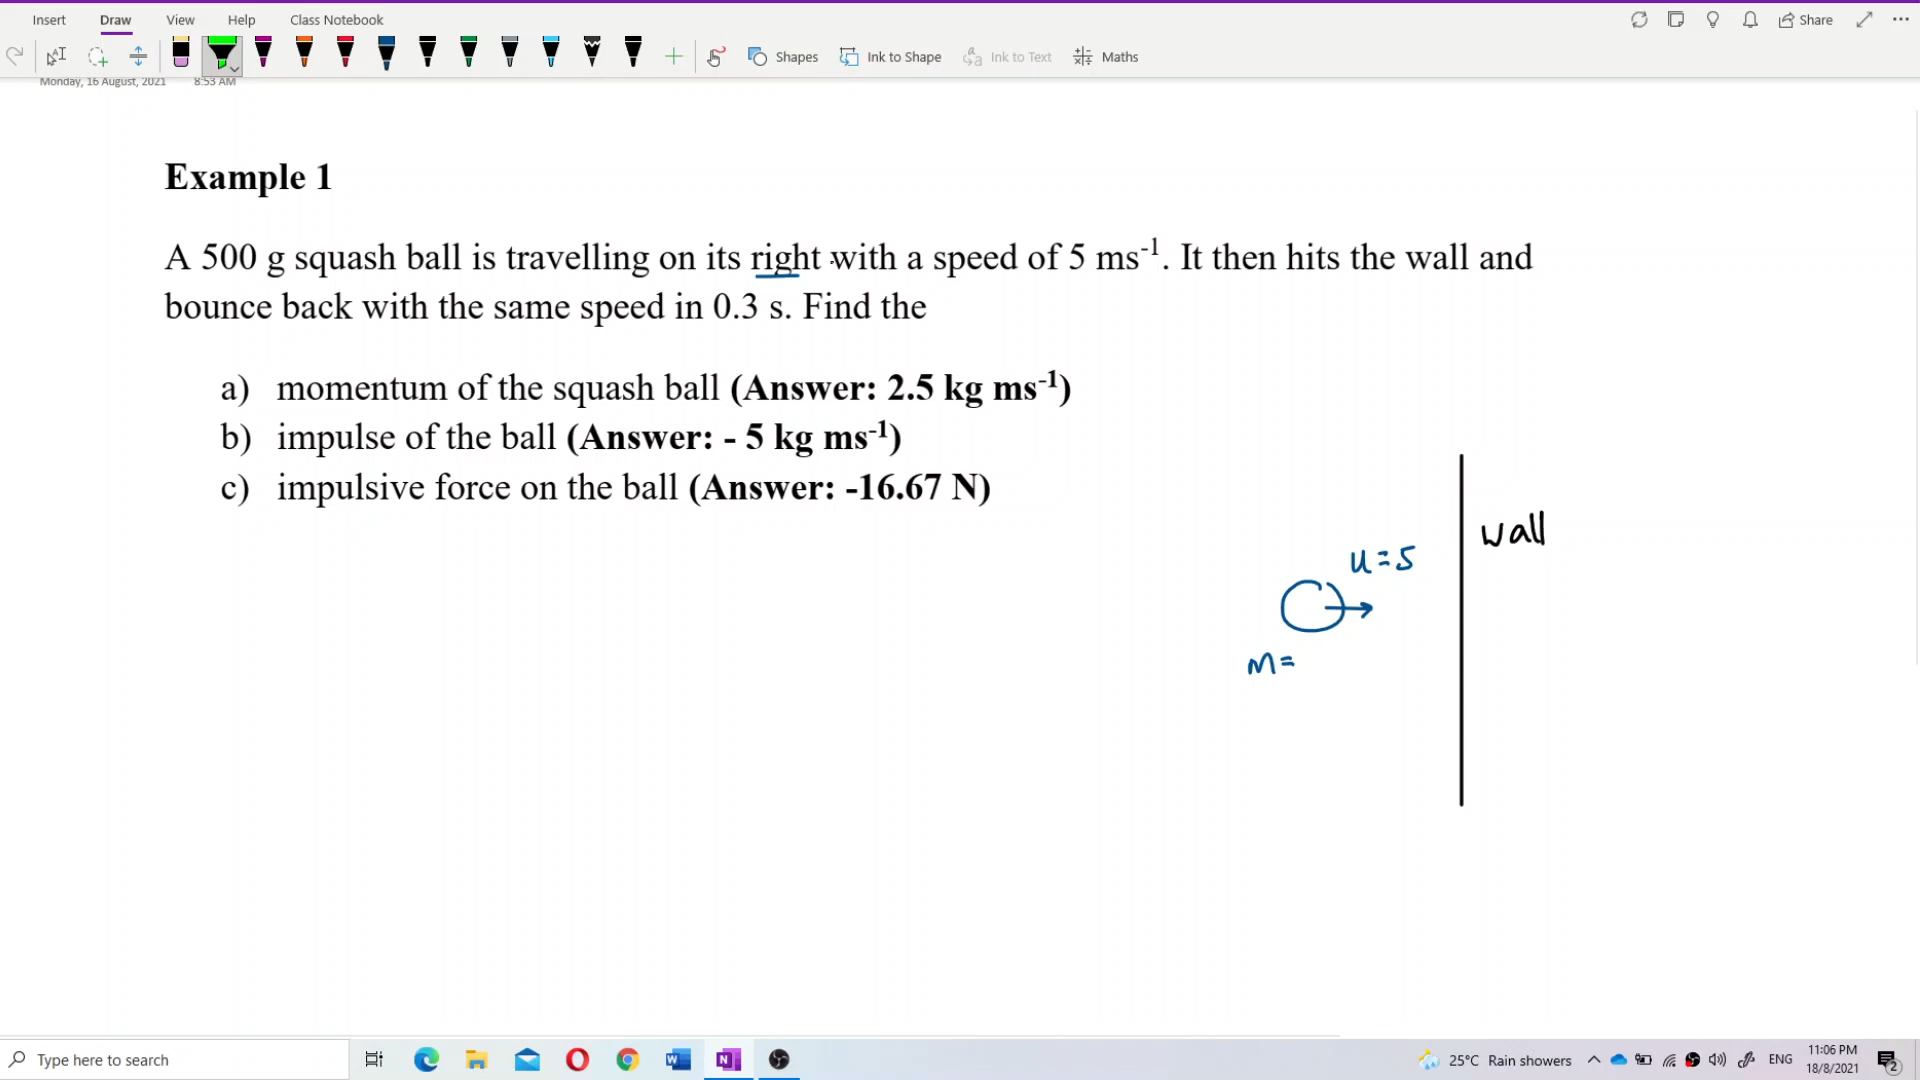 Insert Draw View Help Class Notebook Share
Shapes Ink to Shape Ink to Text Maths
Monday, 16 August, 2021 8:53 AM
Example 1
A 500 g squash ball is travelling on its right with a speed of 5 ms⁻¹. It then hits the wall and
bounce back with the same speed in 0.3 s. Find the
a) momentum of the squash ball (Answer: 2.5 kg ms⁻¹)
b) impulse of the ball (Answer: - 5 kg ms⁻¹)
c) impulsive force on the ball (Answer: -16.67 N)
wall
u = 5
m =
Type here to search
25°C Rain showers
ENG
11:06 PM
18/8/2021
2